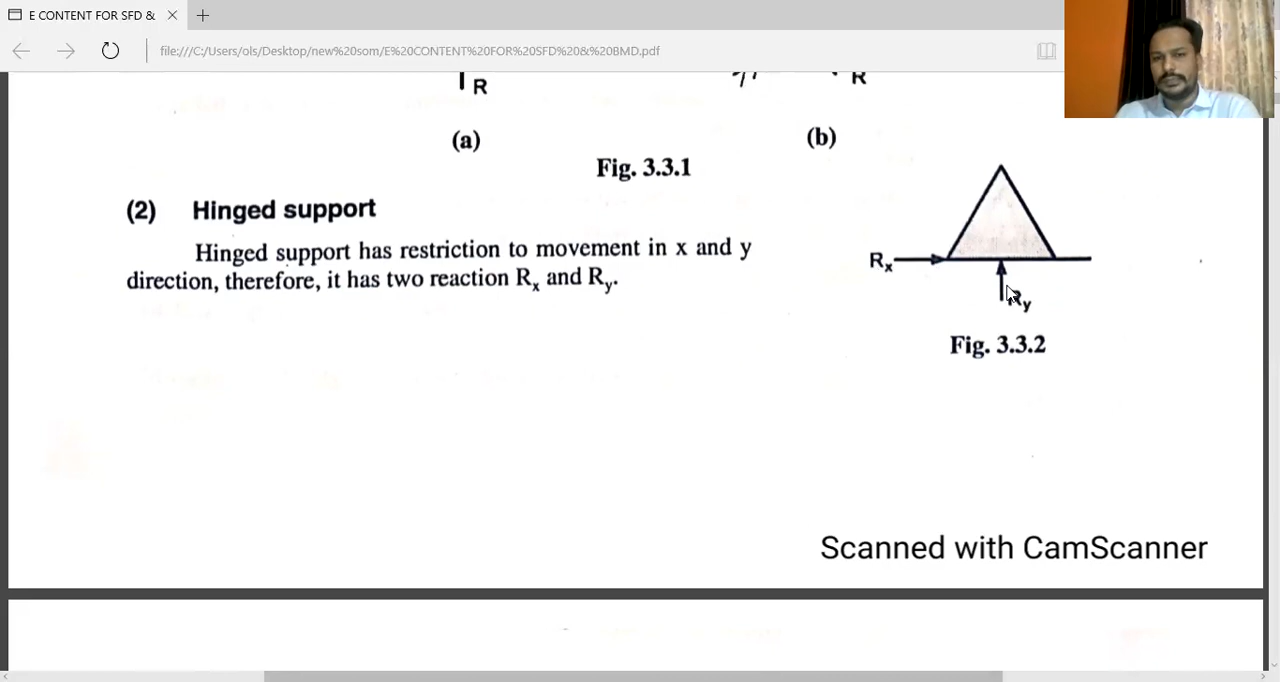 E CONTENT FOR SFD &
file:///C:/Users/ols/Desktop/new%20som/E%20CONTENT%20FOR%20SFD%20&%20BMD.pdf
R
R
(a)
(b)
Fig. 3.3.1
(2) Hinged support
Hinged support has restriction to movement in x and y
direction, therefore, it has two reaction Rx and Ry.
Rx
Ry
Fig. 3.3.2
Scanned with CamScanner